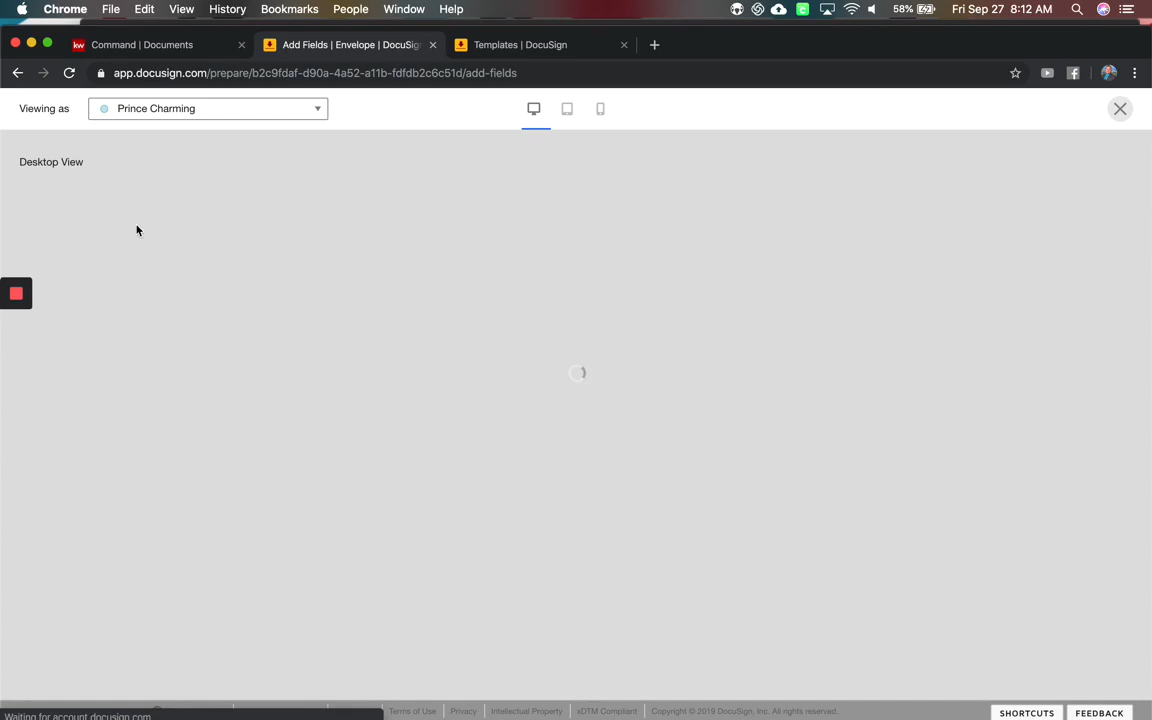 Chrome File Edit View History Bookmarks People Window Help 58% Fri Sep 27 8:12 AM
kw Command | Documents Add Fields | Envelope | DocuSig Templates | DocuSign
app.docusign.com/prepare/b2c9fdaf-d90a-4a52-a11b-fdfdb2c6c51d/add-fields
Viewing as Prince Charming
Desktop View
Waiting for account.docusign.com Terms of Use Privacy Intellectual Property xDTM Compliant Copyright © 2019 DocuSign, Inc. All rights reserved. SHORTCUTS FEEDBACK